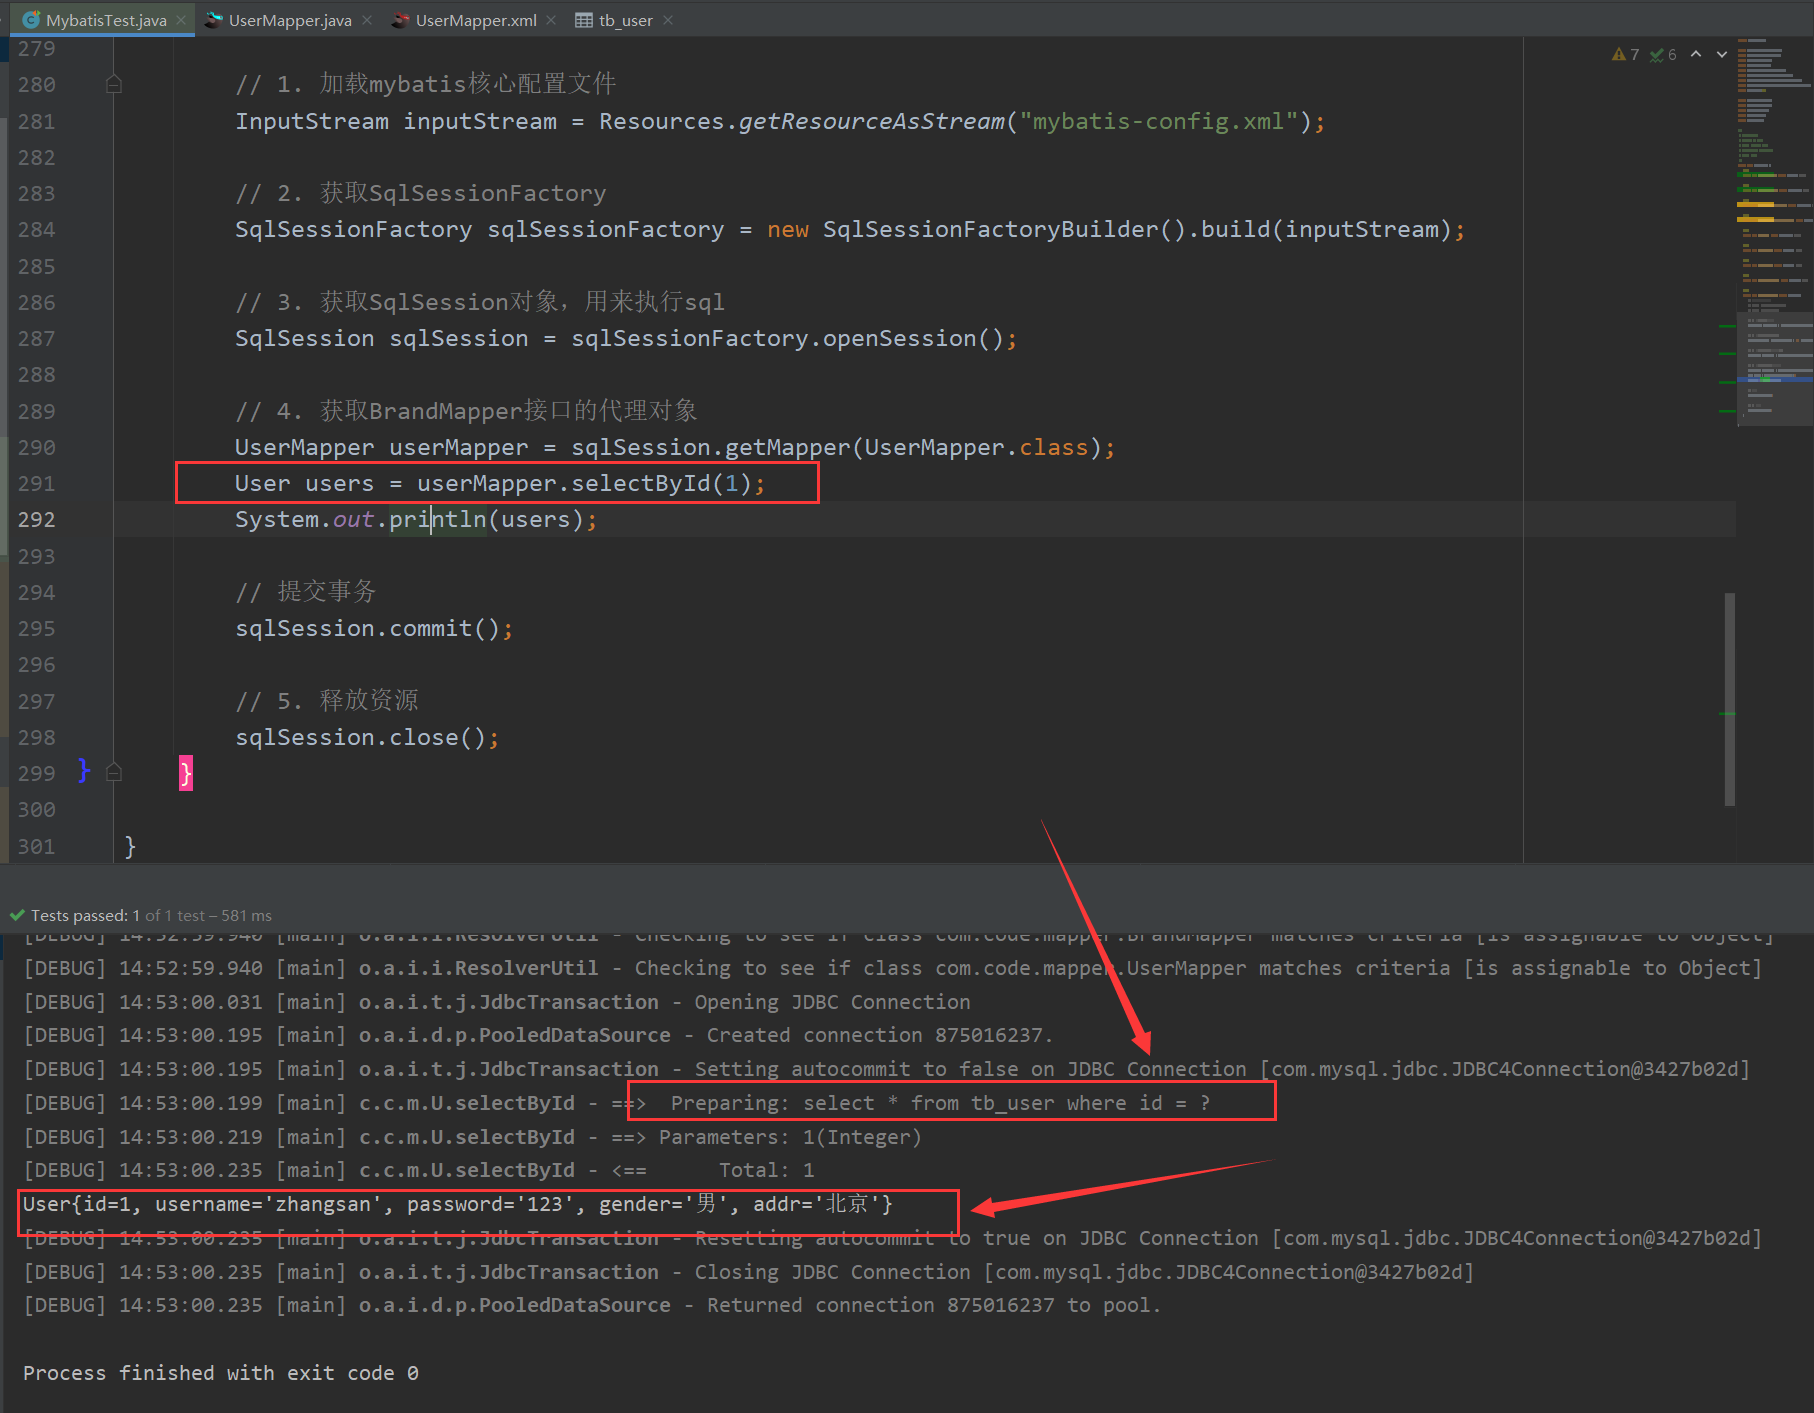 MybatisTest.java UserMapper.java UserMapper.xml tb_user
7 6
279
280 // 1. 加载mybatis核心配置文件
281 InputStream inputStream = Resources.getResourceAsStream("mybatis-config.xml");
282
283 // 2. 获取SqlSessionFactory
284 SqlSessionFactory sqlSessionFactory = new SqlSessionFactoryBuilder().build(inputStream);
285
286 // 3. 获取SqlSession对象，用来执行sql
287 SqlSession sqlSession = sqlSessionFactory.openSession();
288
289 // 4. 获取BrandMapper接口的代理对象
290 UserMapper userMapper = sqlSession.getMapper(UserMapper.class);
291 User users = userMapper.selectById(1);
292 System.out.println(users);
293
294 // 提交事务
295 sqlSession.commit();
296
297 // 5. 释放资源
298 sqlSession.close();
299 } }
300
301 }
Tests passed: 1 of 1 test – 581 ms
[DEBUG] 14:52:59.940 [main] o.a.i.i.ResolverUtil - Checking to see if class com.code.mapper.BrandMapper matches criteria [is assignable to Object]
[DEBUG] 14:52:59.940 [main] o.a.i.i.ResolverUtil - Checking to see if class com.code.mapper.UserMapper matches criteria [is assignable to Object]
[DEBUG] 14:53:00.031 [main] o.a.i.t.j.JdbcTransaction - Opening JDBC Connection
[DEBUG] 14:53:00.195 [main] o.a.i.d.p.PooledDataSource - Created connection 875016237.
[DEBUG] 14:53:00.195 [main] o.a.i.t.j.JdbcTransaction - Setting autocommit to false on JDBC Connection [com.mysql.jdbc.JDBC4Connection@3427b02d]
[DEBUG] 14:53:00.199 [main] c.c.m.U.selectById - ==>  Preparing: select * from tb_user where id = ?
[DEBUG] 14:53:00.219 [main] c.c.m.U.selectById - ==> Parameters: 1(Integer)
[DEBUG] 14:53:00.235 [main] c.c.m.U.selectById - <==      Total: 1
User{id=1, username='zhangsan', password='123', gender='男', addr='北京'}
[DEBUG] 14:53:00.235 [main] o.a.i.t.j.JdbcTransaction - Resetting autocommit to true on JDBC Connection [com.mysql.jdbc.JDBC4Connection@3427b02d]
[DEBUG] 14:53:00.235 [main] o.a.i.t.j.JdbcTransaction - Closing JDBC Connection [com.mysql.jdbc.JDBC4Connection@3427b02d]
[DEBUG] 14:53:00.235 [main] o.a.i.d.p.PooledDataSource - Returned connection 875016237 to pool.
Process finished with exit code 0